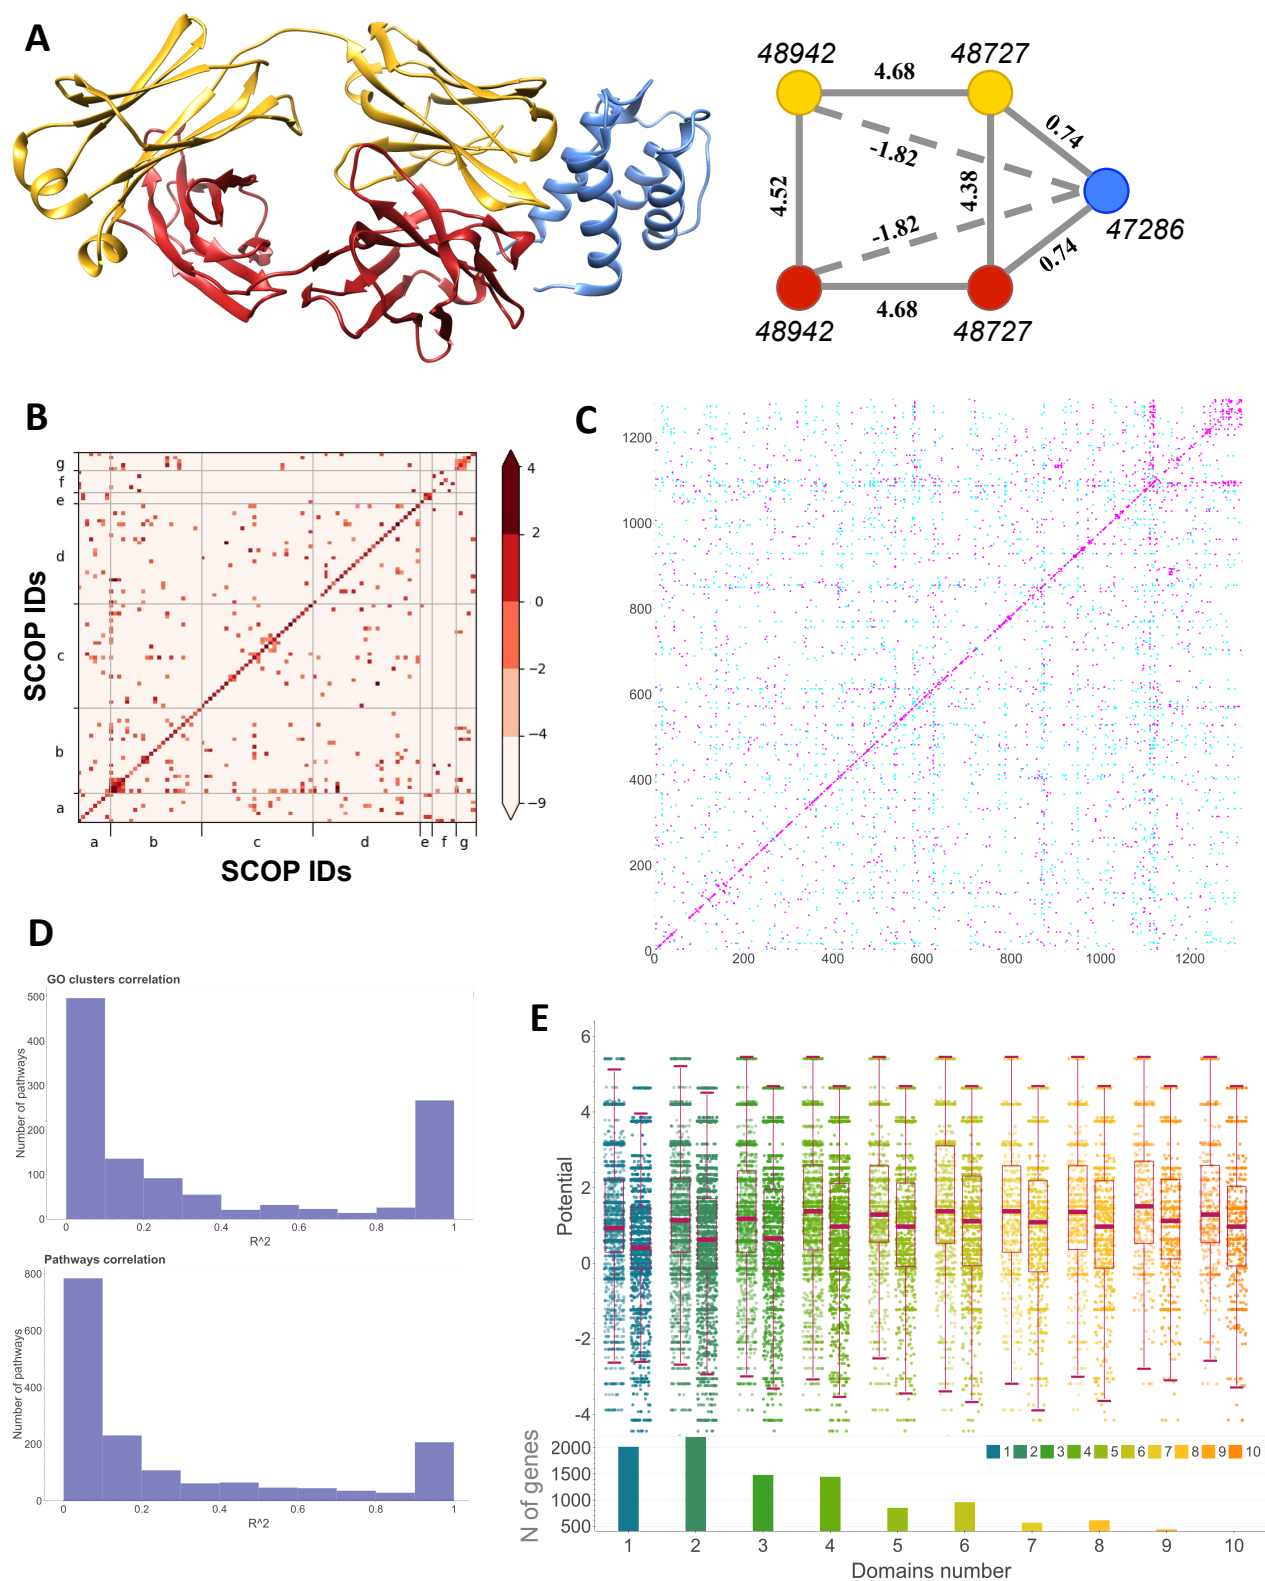 A
48942
48727
4.68
0.74
-1.82
4.52
4.38
47286
-1.82
0.74
4.68
48942
48727
B
SCOP IDs
g
f
e
d
c
b
a
a b c d e f g
SCOP IDs
4
2
0
−2
−4
−9
C
1200
1000
800
600
400
200
0
0 200 400 600 800 1000 1200
D
GO clusters correlation
Number of pathways
500
400
300
200
100
0
0 0.2 0.4 0.6 0.8 1
R^2
Pathways correlation
Number of pathways
800
600
400
200
0
0 0.2 0.4 0.6 0.8 1
R^2
E
Potential
6
4
2
0
-2
-4
N of genes
2000
1500
1000
500
1 2 3 4 5 6 7 8 9 10
1 2 3 4 5 6 7 8 9 10
Domains number